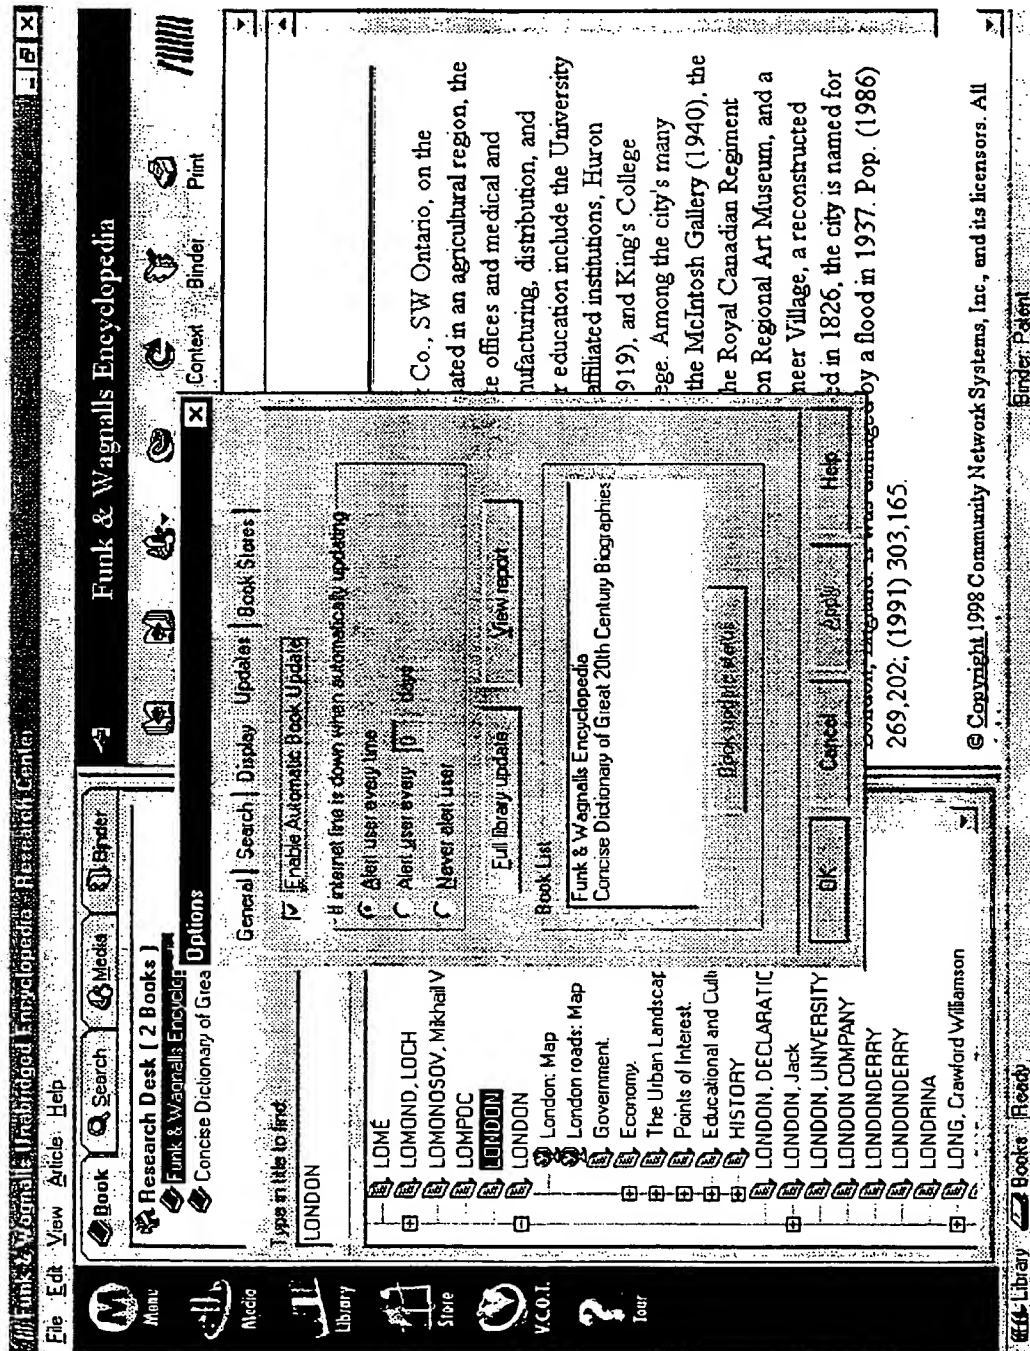 Funk & Wagnalls Unabridged Encyclopedia: Research Center
File Edit View Article Help
Menu
Media
Library
Store
V.C.O.T.
Tour
Book Search Media Binder
Research Desk ( 2 Books )
Funk & Wagnalls Encyclop
Concise Dictionary of Grea
Type in title to find:
LONDON
LOMÉ
LOMOND, LOCH
LOMONOSOV, Mikhail V
LOMPOC
LONDON
LONDON
London: Map
London roads: Map
Government.
Economy.
The Urban Landscap
Points of Interest.
Educational and Cult
HISTORY
LONDON, DECLARATIC
LONDON, Jack
LONDON, UNIVERSITY
LONDON COMPANY
LONDONDERRY
LONDONDERRY
LONDRINA
LONG, Crawford Williamson
Funk & Wagnalls Encyclopedia
Context Binder Print
Options
General Search Display Updates Book Stores
Enable Automatic Book Update
If internet line is down when automatically updating
Alert user every time
Alert user every 0 days
Never alert user
Full library update
View report
Book List
Funk & Wagnalls Encyclopedia
Concise Dictionary of Great 20th Century Biographies
Book update status
OK Cancel Apply Help
Co., SW Ontario, on the
ated in an agricultural region, the
ce offices and medical and
nufacturing, distribution, and
r education include the University
affiliated institutions, Huron
919), and King's College
ege. Among the city's many
the McIntosh Gallery (1940), the
he Royal Canadian Regiment
on Regional Art Museum, and a
neer Village, a reconstructed
ed in 1826, the city is named for
London, England. It was damaged by a flood in 1937. Pop. (1986)
269,202; (1991) 303,165.
© Copyright 1998 Community Network Systems, Inc., and its licensors. All
Library Books Ready
Binder: Patent